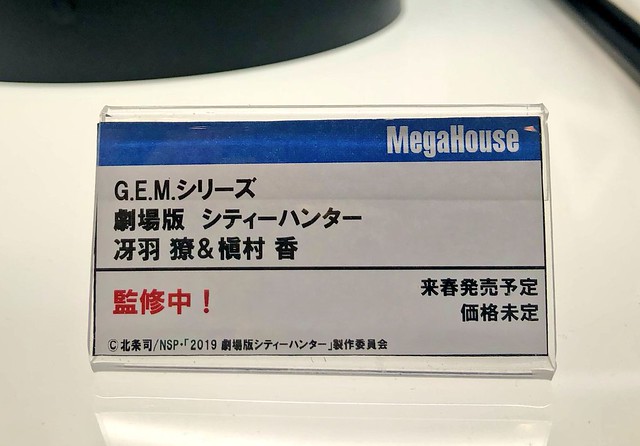 MegaHouse
G.E.M.シリーズ
劇場版 シティーハンター
冴羽 獠&槇村 香
監修中!
来春発売予定
価格未定
©北条司/NSP・「2019 劇場版シティーハンター」製作委員会